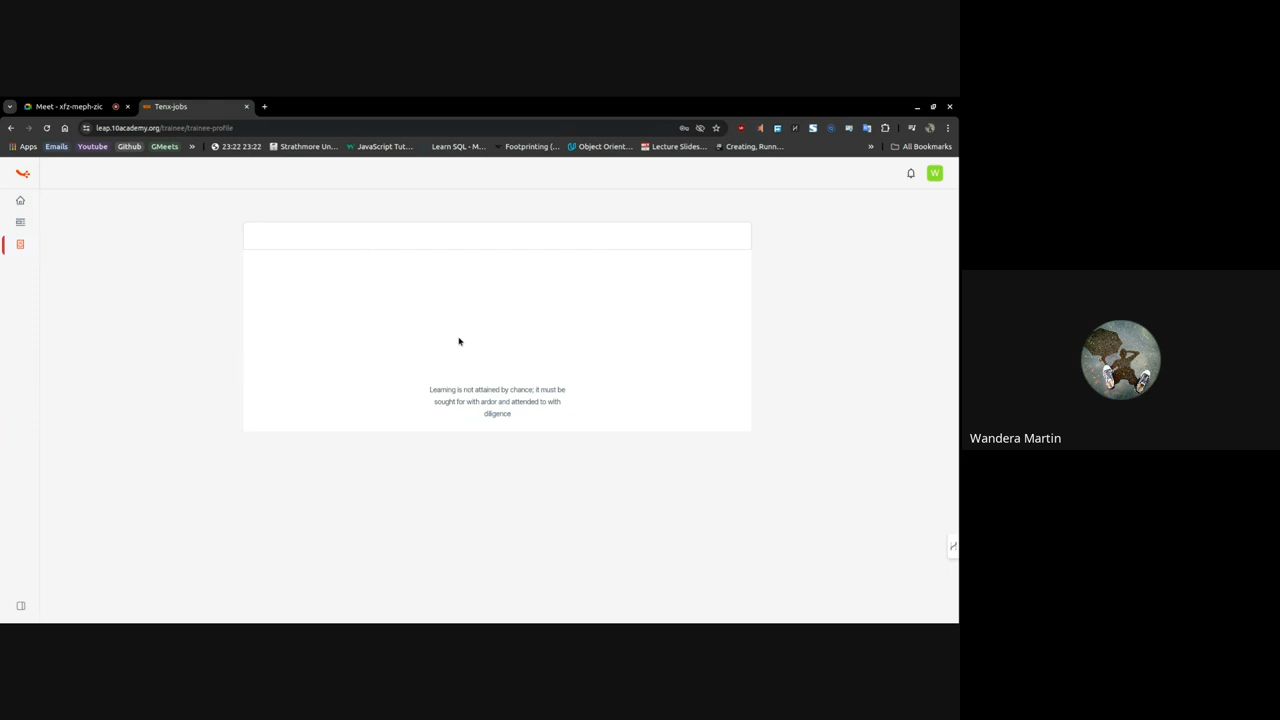 Meet - xfz-meph-zic
Tenx-jobs
leap.10academy.org/trainee/trainee-profile
Apps
Emails
Youtube
Github
GMeets
»
23:22 23:22
Strathmore Un...
JavaScript Tut...
Learn SQL - M...
Footprinting (...
Object Orient...
Lecture Slides...
Creating, Runn...
»
All Bookmarks
W
Learning is not attained by chance; it must be
sought for with ardor and attended to with
diligence
Wandera Martin